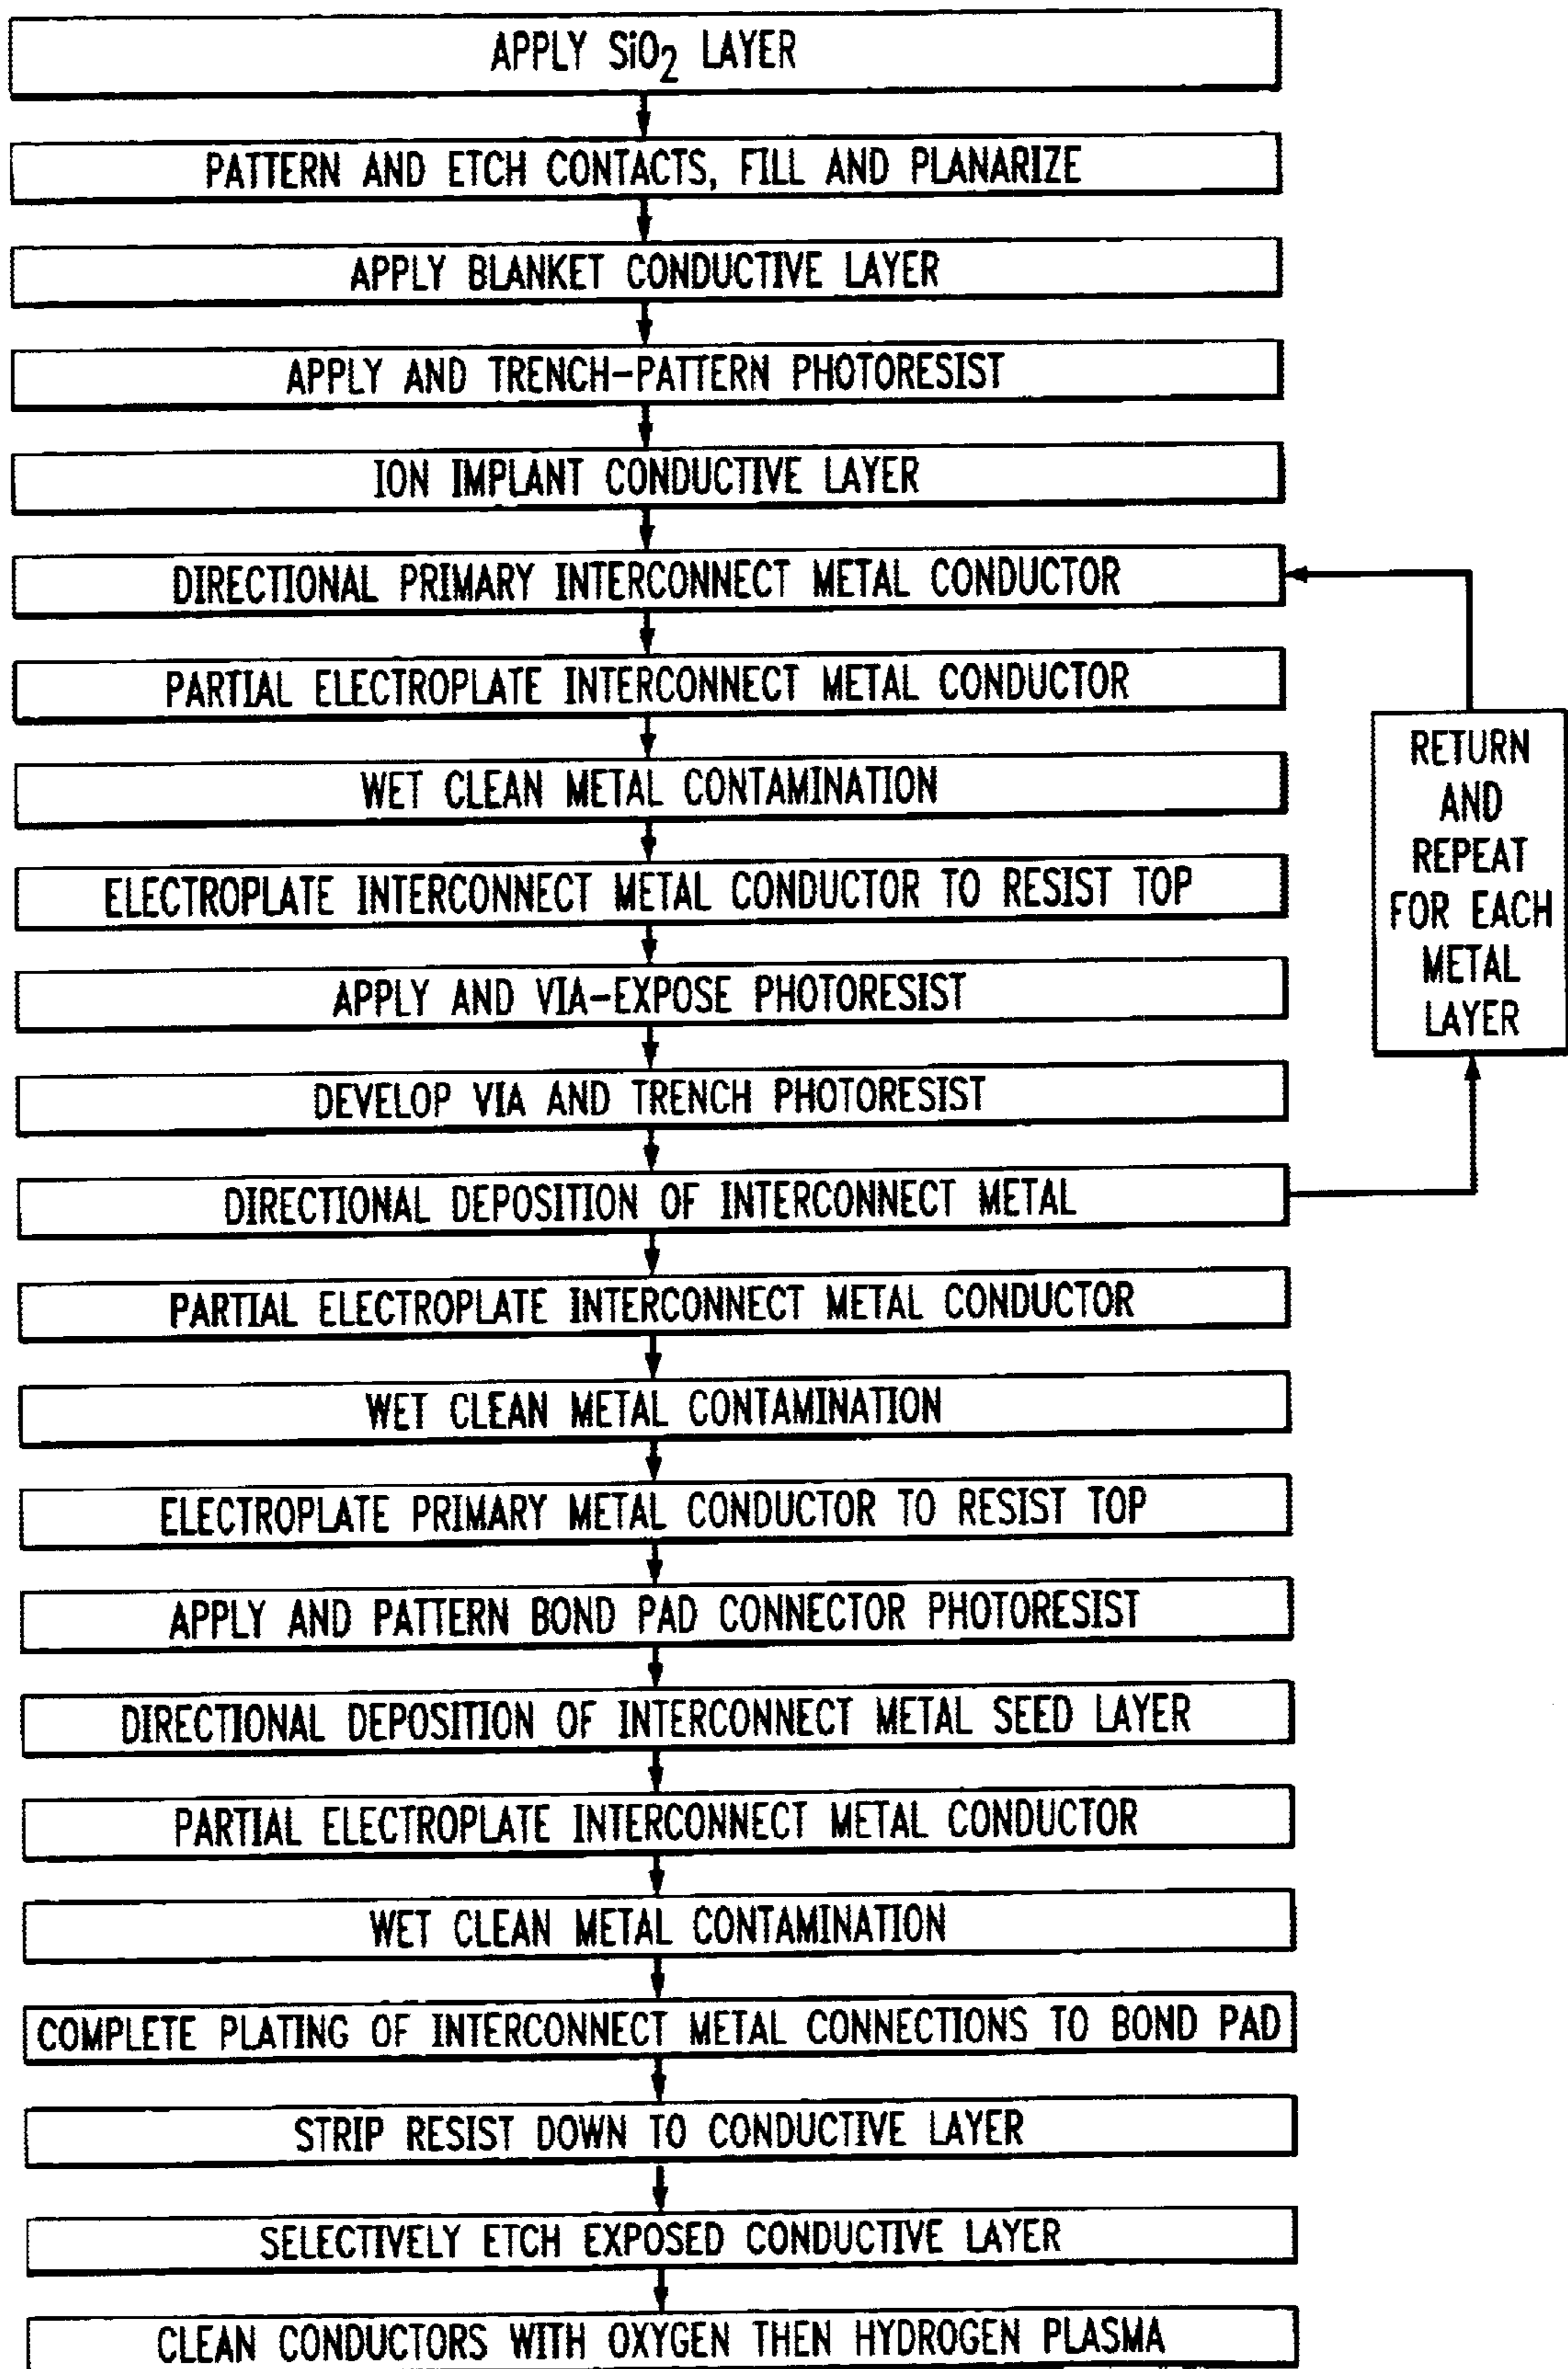 APPLY SiO₂ LAYER
PATTERN AND ETCH CONTACTS, FILL AND PLANARIZE
APPLY BLANKET CONDUCTIVE LAYER
APPLY AND TRENCH-PATTERN PHOTORESIST
ION IMPLANT CONDUCTIVE LAYER
DIRECTIONAL PRIMARY INTERCONNECT METAL CONDUCTOR
PARTIAL ELECTROPLATE INTERCONNECT METAL CONDUCTOR
WET CLEAN METAL CONTAMINATION
ELECTROPLATE INTERCONNECT METAL CONDUCTOR TO RESIST TOP
APPLY AND VIA-EXPOSE PHOTORESIST
DEVELOP VIA AND TRENCH PHOTORESIST
DIRECTIONAL DEPOSITION OF INTERCONNECT METAL
RETURN
AND
REPEAT
FOR EACH
METAL
LAYER
PARTIAL ELECTROPLATE INTERCONNECT METAL CONDUCTOR
WET CLEAN METAL CONTAMINATION
ELECTROPLATE PRIMARY METAL CONDUCTOR TO RESIST TOP
APPLY AND PATTERN BOND PAD CONNECTOR PHOTORESIST
DIRECTIONAL DEPOSITION OF INTERCONNECT METAL SEED LAYER
PARTIAL ELECTROPLATE INTERCONNECT METAL CONDUCTOR
WET CLEAN METAL CONTAMINATION
COMPLETE PLATING OF INTERCONNECT METAL CONNECTIONS TO BOND PAD
STRIP RESIST DOWN TO CONDUCTIVE LAYER
SELECTIVELY ETCH EXPOSED CONDUCTIVE LAYER
CLEAN CONDUCTORS WITH OXYGEN THEN HYDROGEN PLASMA